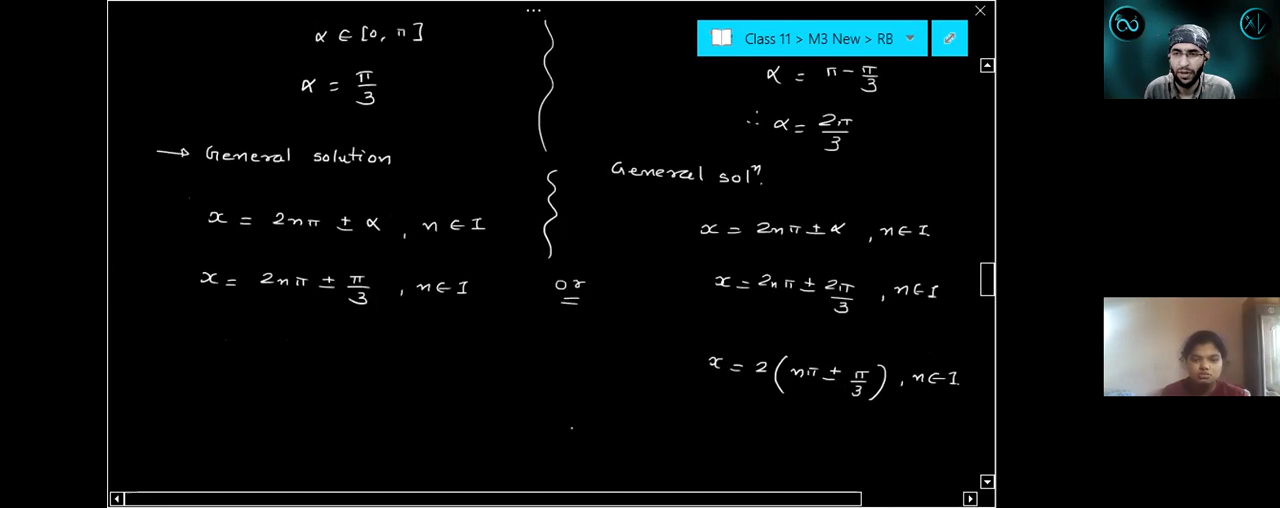 α ∈ [0, π]
α = π/3
→ General solution
x = 2nπ ± α , n ∈ I
x = 2nπ ± π/3 , n ∈ I
or
Class 11 > M3 New > RB
α = π - π/3
∴ α = 2π/3
General solⁿ.
x = 2nπ ± α , n ∈ I
x = 2nπ ± 2π/3 , n ∈ I
x = 2(nπ ± π/3) , n ∈ I